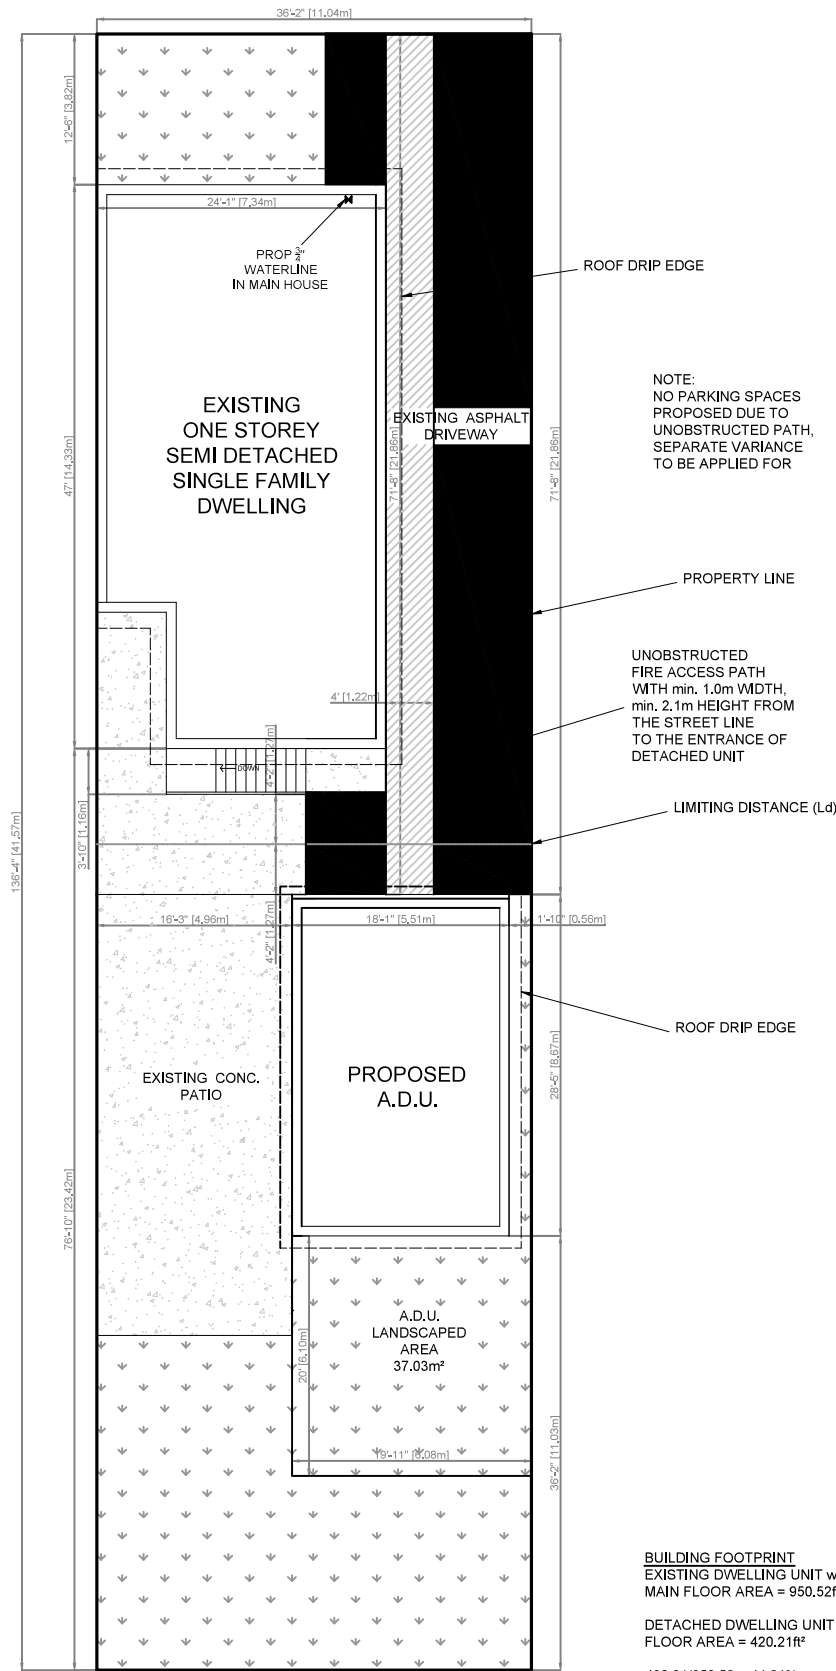 36'-2" [11.04m]
12'-6" [3.82m]
24'-1" [7.34m]
PROP 3/4"
WATERLINE
IN MAIN HOUSE
ROOF DRIP EDGE
NOTE:
NO PARKING SPACES
PROPOSED DUE TO
UNOBSTRUCTED PATH,
SEPARATE VARIANCE
TO BE APPLIED FOR
EXISTING
ONE STOREY
SEMI DETACHED
SINGLE FAMILY
DWELLING
EXISTING ASPHALT
DRIVEWAY
71'-8" [21.86m]
71'-8" [21.86m]
47' [14.33m]
PROPERTY LINE
UNOBSTRUCTED
FIRE ACCESS PATH
WITH min. 1.0m WIDTH,
min. 2.1m HEIGHT FROM
THE STREET LINE
TO THE ENTRANCE OF
DETACHED UNIT
4' [1.22m]
DOWN
4'-2" [1.27m]
3'-10" [1.16m]
LIMITING DISTANCE (Ld)
136'-4" [41.57m]
16'-3" [4.96m]
4'-2" [1.27m]
18'-1" [5.51m]
1'-10" [0.56m]
ROOF DRIP EDGE
EXISTING CONC.
PATIO
PROPOSED
A.D.U.
28'-5" [8.67m]
76'-10" [23.42m]
A.D.U.
LANDSCAPED
AREA
37.03m²
20' [6.10m]
19'-11" [6.08m]
36'-2" [11.03m]
BUILDING FOOTPRINT
EXISTING DWELLING UNIT
MAIN FLOOR AREA = 950.52f
DETACHED DWELLING UNIT
FLOOR AREA = 420.21ft²